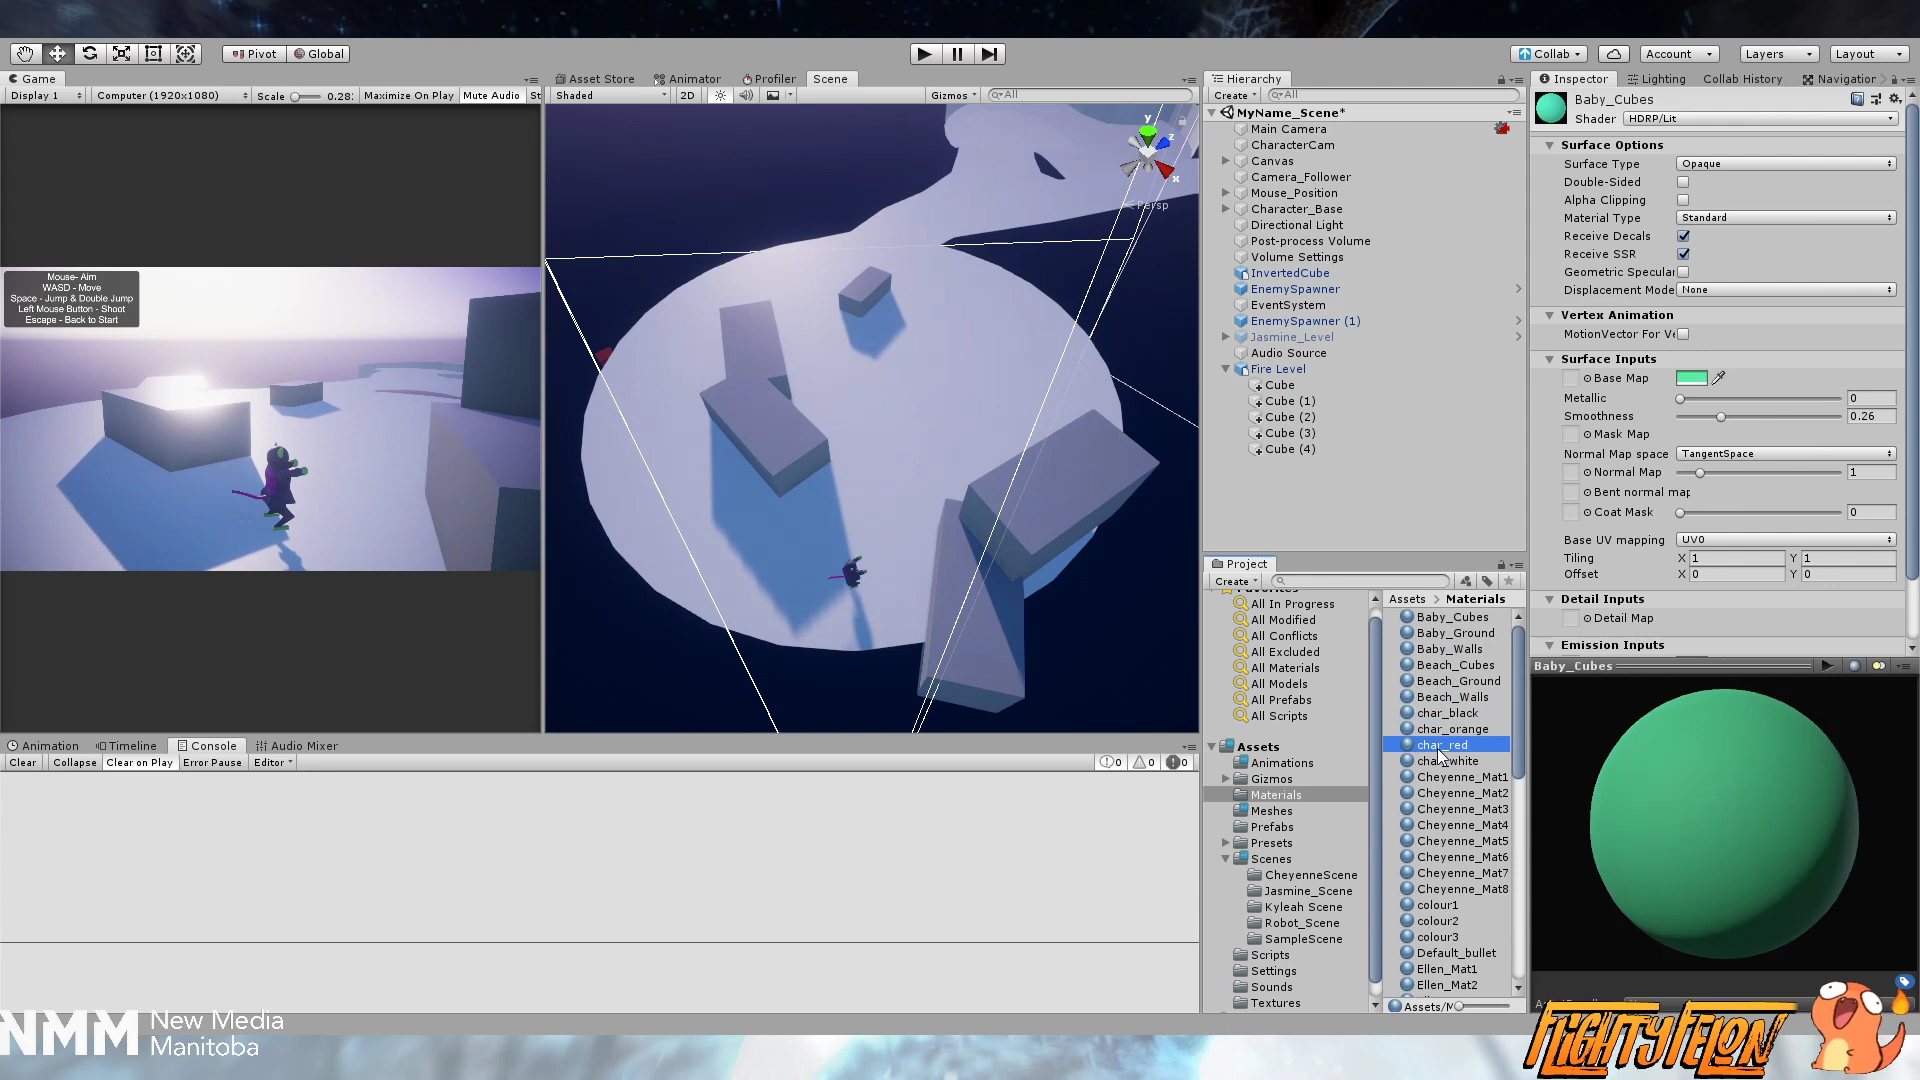 Pivot
Global
Collab
Account
Layers
Layout
Game
Asset Store
Animator
Profiler
Scene
Hierarchy
Inspector
Lighting
Collab History
Navigation
Display 1
Computer (1920x1080)
Scale
0.28
Maximize On Play
Mute Audio
St
Shaded
2D
Gizmos
All
Create
All
MyName_Scene*
Main Camera
CharacterCam
Canvas
Camera_Follower
Mouse_Position
Character_Base
Directional Light
Post-process Volume
Volume Settings
InvertedCube
EnemySpawner
EventSystem
EnemySpawner (1)
Jasmine_Level
Audio Source
Fire Level
Cube
Cube (1)
Cube (2)
Cube (3)
Cube (4)
Mouse- Aim
WASD - Move
Space - Jump & Double Jump
Left Mouse Button - Shoot
Escape - Back to Start
y
z
x
Persp
Baby_Cubes
Shader
HDRP/Lit
Surface Options
Surface Type
Opaque
Double-Sided
Alpha Clipping
Material Type
Standard
Receive Decals
Receive SSR
Geometric Specular
Displacement Mode
None
Vertex Animation
MotionVector For Ve
Surface Inputs
Base Map
Metallic
0
Smoothness
0.26
Mask Map
Normal Map space
TangentSpace
Normal Map
1
Bent normal map
Coat Mask
0
Base UV mapping
UV0
Tiling
X 1
Y 1
Offset
X 0
Y 0
Detail Inputs
Detail Map
Emission Inputs
Baby_Cubes
Project
Create
Favorites
All In Progress
All Modified
All Conflicts
All Excluded
All Materials
All Models
All Prefabs
All Scripts
Assets
Animations
Gizmos
Materials
Meshes
Prefabs
Presets
Scenes
CheyenneScene
Jasmine_Scene
Kyleah Scene
Robot_Scene
SampleScene
Scripts
Settings
Sounds
Textures
Assets > Materials
Baby_Cubes
Baby_Ground
Baby_Walls
Beach_Cubes
Beach_Ground
Beach_Walls
char_black
char_orange
char_red
char_white
Cheyenne_Mat1
Cheyenne_Mat2
Cheyenne_Mat3
Cheyenne_Mat4
Cheyenne_Mat5
Cheyenne_Mat6
Cheyenne_Mat7
Cheyenne_Mat8
colour1
colour2
colour3
Default_bullet
Ellen_Mat1
Ellen_Mat2
Assets/M
Animation
Timeline
Console
Audio Mixer
Clear
Collapse
Clear on Play
Error Pause
Editor
0
0
0
NMM
New Media
Manitoba
FLIGHTYFELON